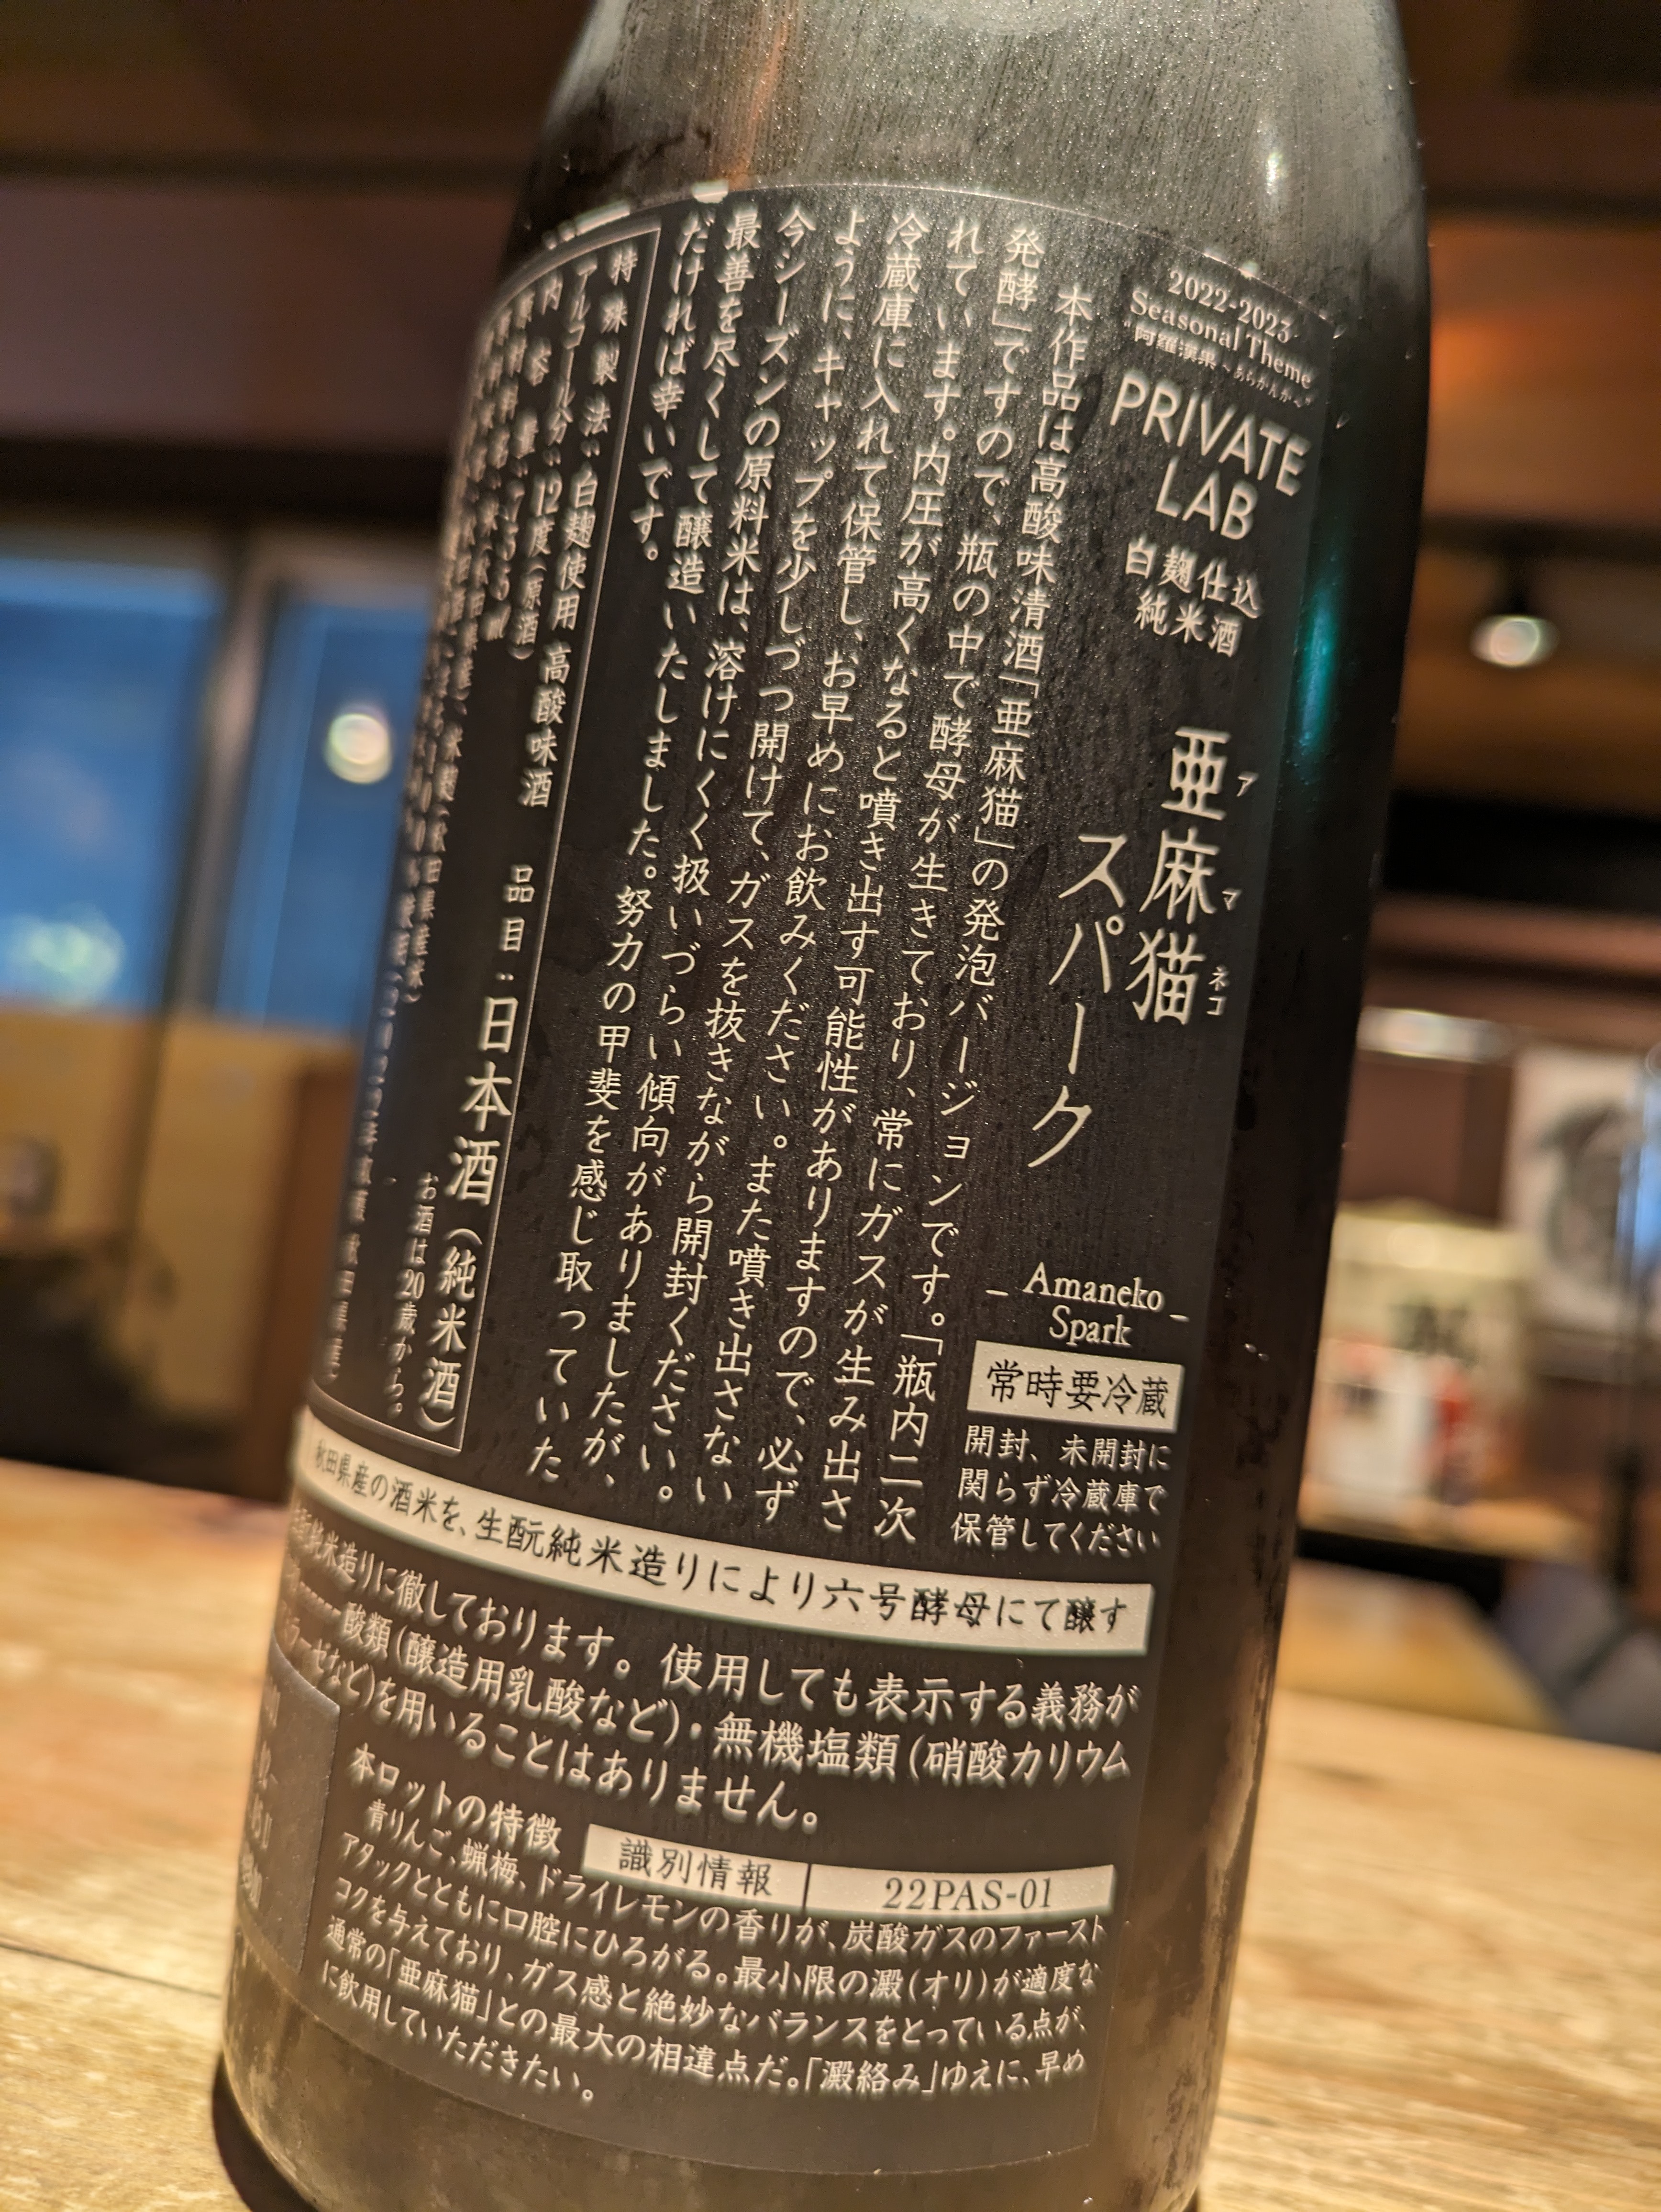 2022-2023
Seasonal Theme
"阿羅漢果〜あらかんか〜"
PRIVATE
LAB
白麹仕込
純米酒
亜麻猫
アマネコ
スパーク
Amaneko
Spark
常時要冷蔵
開封、未開封に
関らず冷蔵庫で
保管してください
本作品は高酸味清酒「亜麻猫」の発泡バージョンです。「瓶内二次
発酵」ですので、瓶の中で酵母が生きており、常にガスが生み出さ
れています。内圧が高くなると噴き出す可能性がありますので、必ず
冷蔵庫に入れて保管し、お早めにお飲みください。また噴き出さない
ように、キャップを少しづつ開けて、ガスを抜きながら開封ください。
今シーズンの原料米は、溶けにくく扱いづらい傾向がありましたが、
最善を尽くして醸造いたしました。努力の甲斐を感じ取っていた
だければ幸いです。
特殊製法:白麹使用 高酸味酒
品目:日本酒(純米酒)
アルコール分:12度(原酒)
お酒は20歳から。
内容量:
秋田県産の酒米を、生酛純米造りにより六号酵母にて醸す
純米造りに徹しております。使用しても表示する義務が
酸類(醸造用乳酸など)・無機塩類(硝酸カリウム
ゼなど)を用いることはありません。
識別情報 22PAS-01
本ロットの特徴
青りんご、蝋梅、ドライレモンの香りが、炭酸ガスのファースト
アタックとともに口腔にひろがる。最小限の澱(オリ)が適度な
コクを与えており、ガス感と絶妙なバランスをとっている点が、
通常の「亜麻猫」との最大の相違点だ。「澱絡み」ゆえに、早め
に飲用していただきたい。